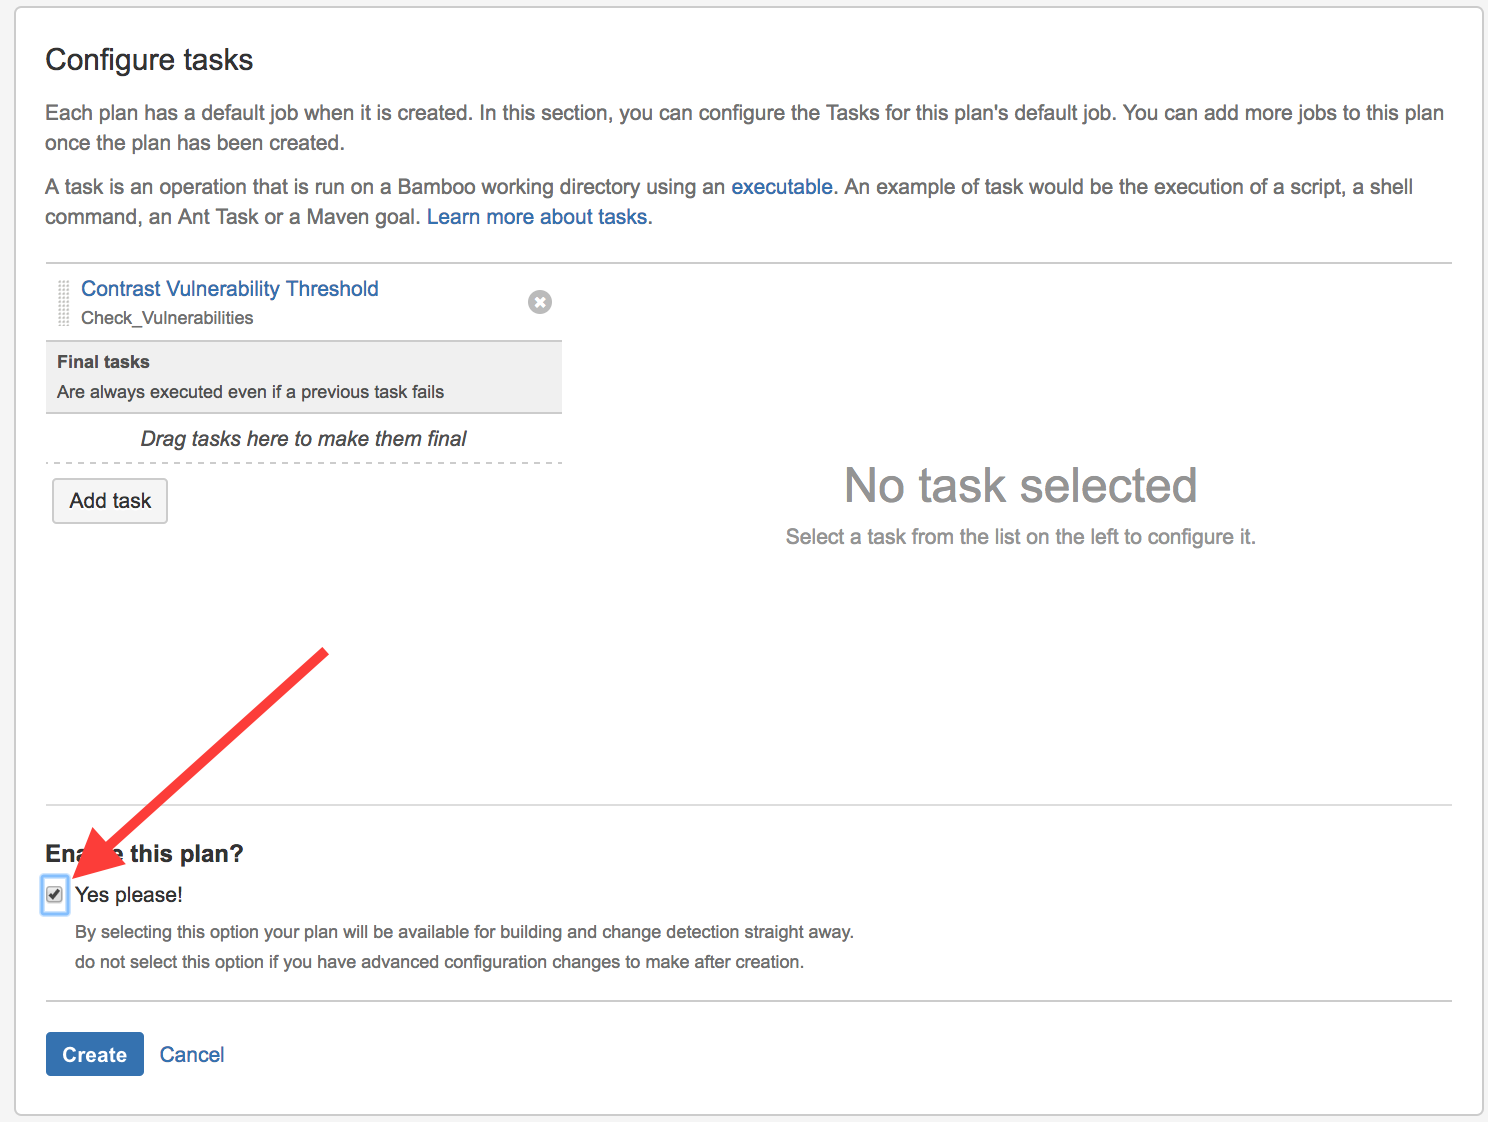 Configure tasks
Each plan has a default job when it is created. In this section, you can configure the Tasks for this plan's default job. You can add more jobs to this plan
once the plan has been created.
A task is an operation that is run on a Bamboo working directory using an executable. An example of task would be the execution of a script, a shell
command, an Ant Task or a Maven goal. Learn more about tasks.
Contrast Vulnerability Threshold
Check_Vulnerabilities
Final tasks
Are always executed even if a previous task fails
Drag tasks here to make them final
Add task
No task selected
Select a task from the list on the left to configure it.
this plan?
Yes please!
By selecting this option your plan will be available for building and change detection straight away.
do not select this option if you have advanced configuration changes to make after creation.
Create Cancel